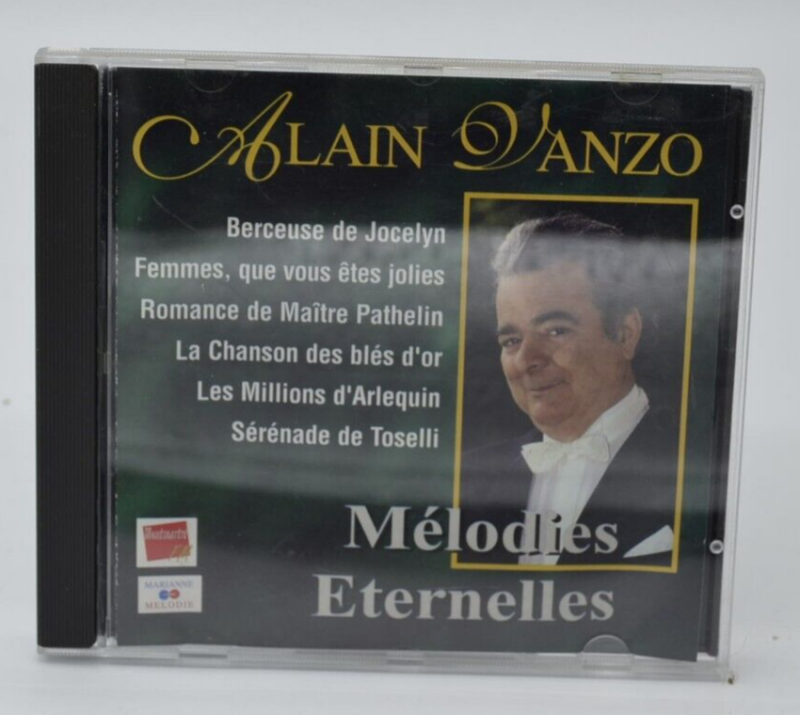 ALAIN VANZO
Berceuse de Jocelyn
Femmes, que vous êtes jolies
Romance de Maître Pathelin
La Chanson des blés d'or
Les Millions d'Arlequin
Sérénade de Toselli
Mélodies
Eternelles
MARIANNE
MELODIE